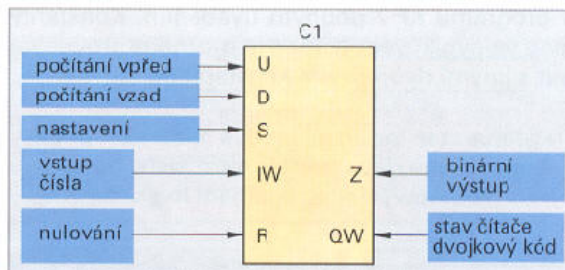 C1
počítání vpřed
U
počítání vzad
D
nastavení
S
vstup
čísla
IW
Z
binární
výstup
nulování
R
QW
stav čítače
dvojkový kód